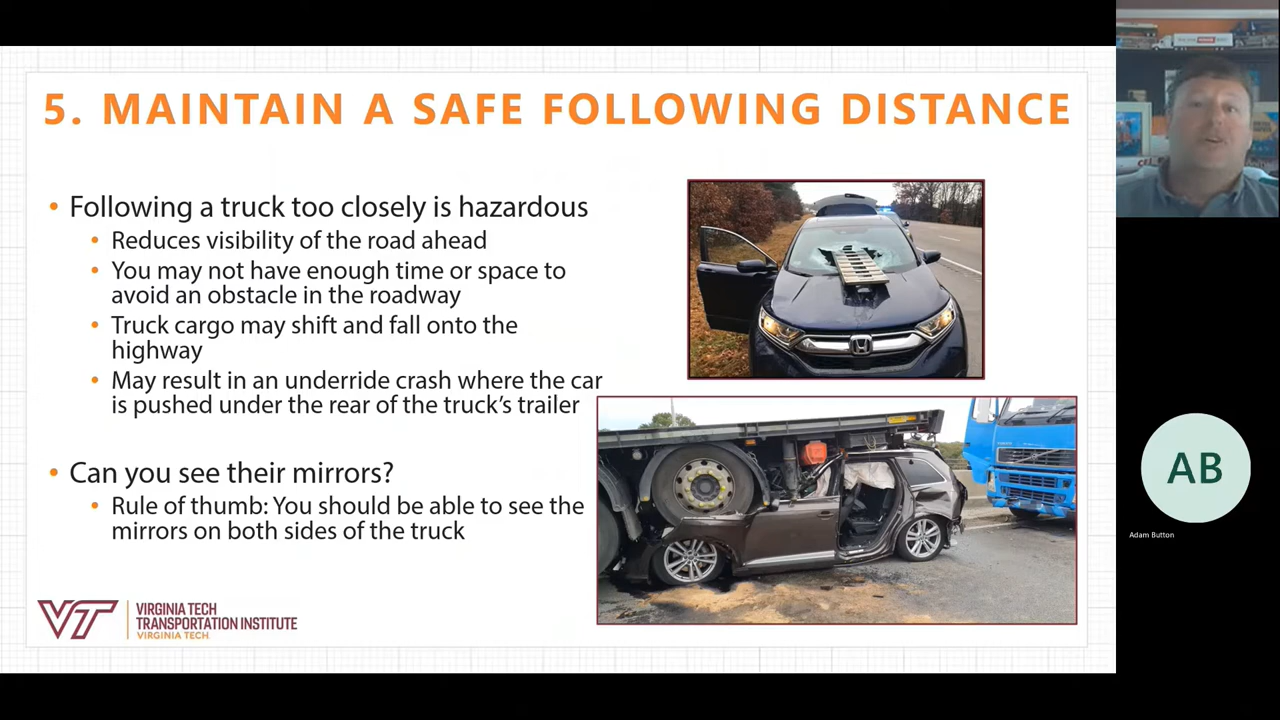 5. MAINTAIN A SAFE FOLLOWING DISTANCE
• Following a truck too closely is hazardous
• Reduces visibility of the road ahead
• You may not have enough time or space to
avoid an obstacle in the roadway
• Truck cargo may shift and fall onto the
highway
• May result in an underride crash where the car
is pushed under the rear of the truck's trailer
• Can you see their mirrors?
• Rule of thumb: You should be able to see the
mirrors on both sides of the truck
VT
VIRGINIA TECH
TRANSPORTATION INSTITUTE
VIRGINIA TECH
AB
Adam Button